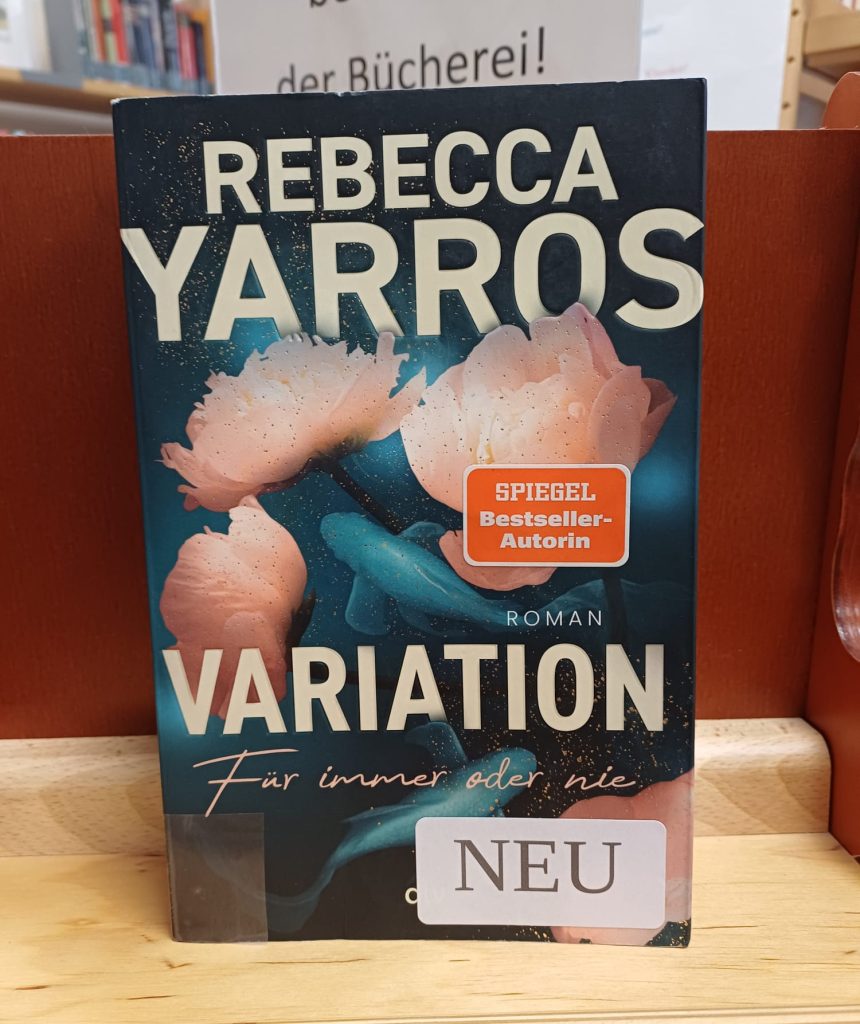 der Bücherei!
REBECCA
YARROS
SPIEGEL
Bestseller-
Autorin
ROMAN
VARIATION
Für immer oder nie
NEU